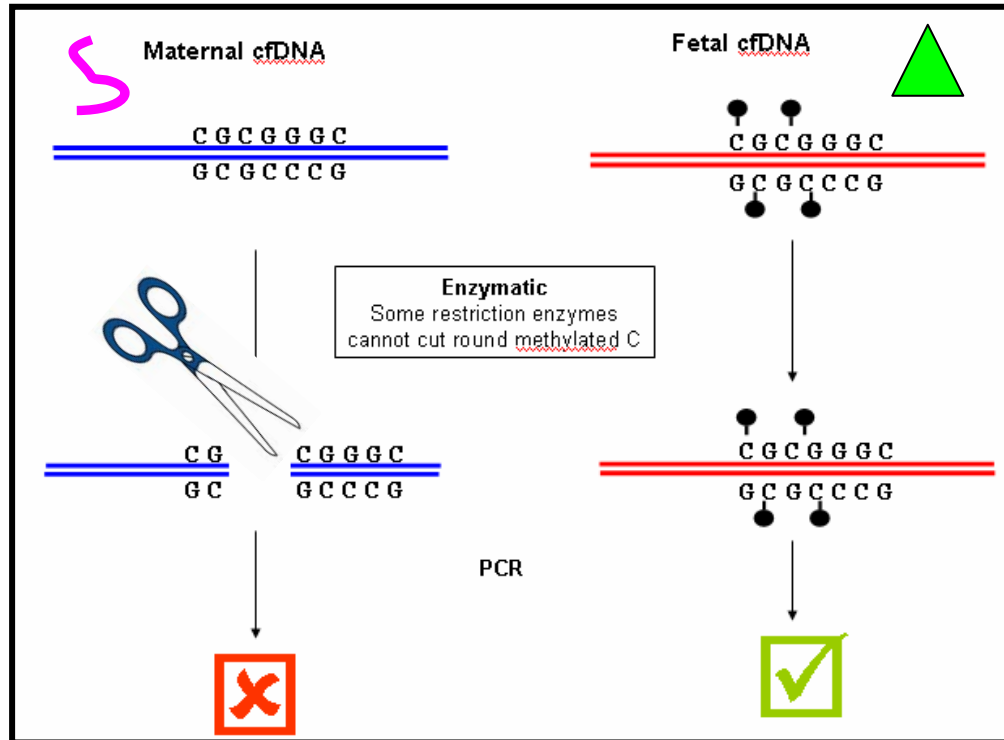 Maternal cfDNA
Fetal cfDNA
C G C G G G C
G C G C C C G
C G C G G G C
G C G C C C G
Enzymatic
Some restriction enzymes
cannot cut round methylated C
C G
G C
C G G G C
G C C C G
C G C G G G C
G C G C C C G
PCR